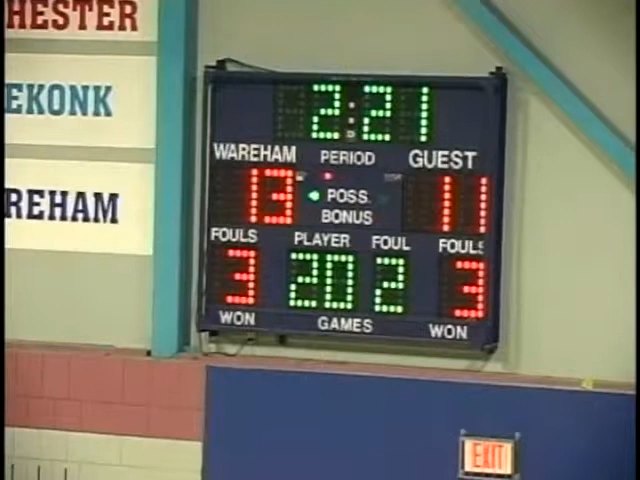 HESTER
EKONK
REHAM
2:21
WAREHAM PERIOD GUEST
13 POSS. 11
BONUS
FOULS PLAYER FOUL FOULS
3 20 2 3
WON GAMES WON
EXIT